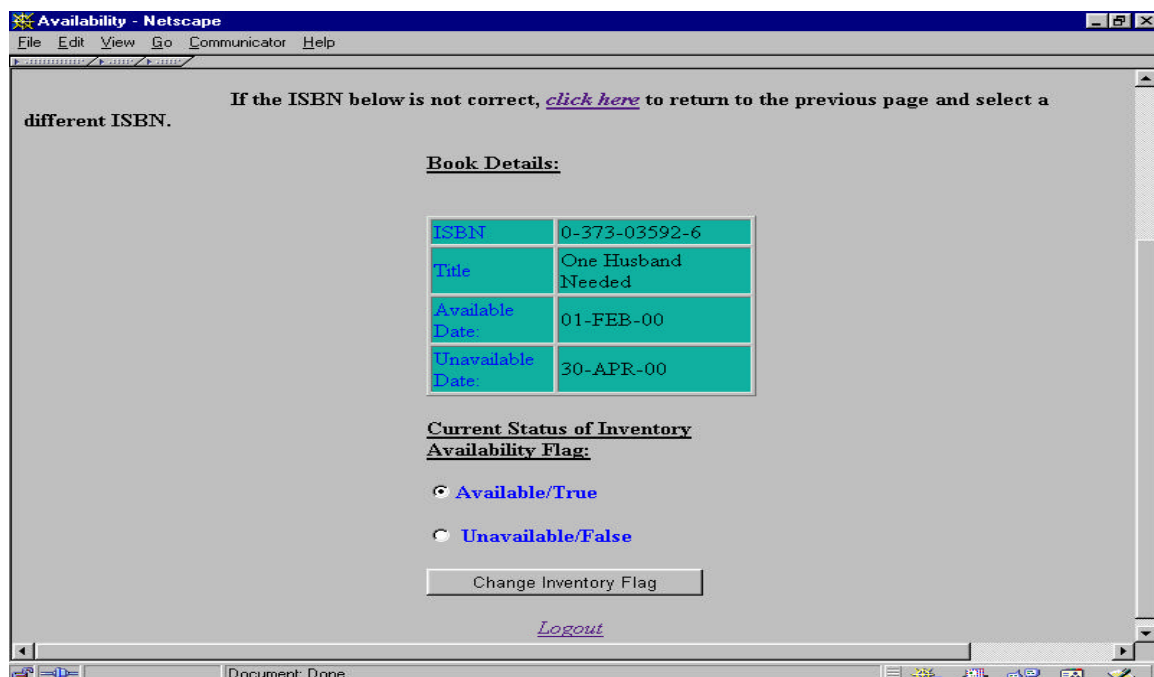 Availability - Netscape
File Edit View Go Communicator Help
If the ISBN below is not correct, click here to return to the previous page and select a
different ISBN.
Book Details:
ISBN 0-373-03592-6
Title One Husband
Needed
Available
Date: 01-FEB-00
Unavailable
Date: 30-APR-00
Current Status of Inventory
Availability Flag:
Available/True
Unavailable/False
Change Inventory Flag
Logout
Document: Done